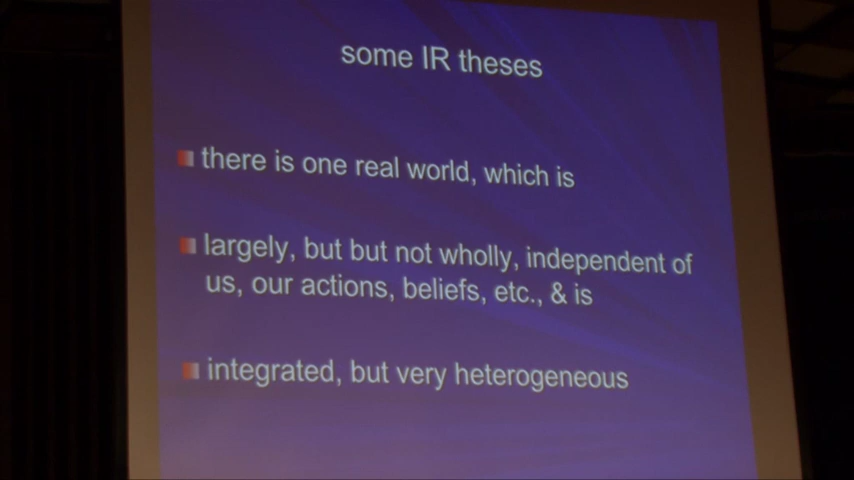 some IR theses
there is one real world, which is
largely, but but not wholly, independent of
us, our actions, beliefs, etc., & is
integrated, but very heterogeneous